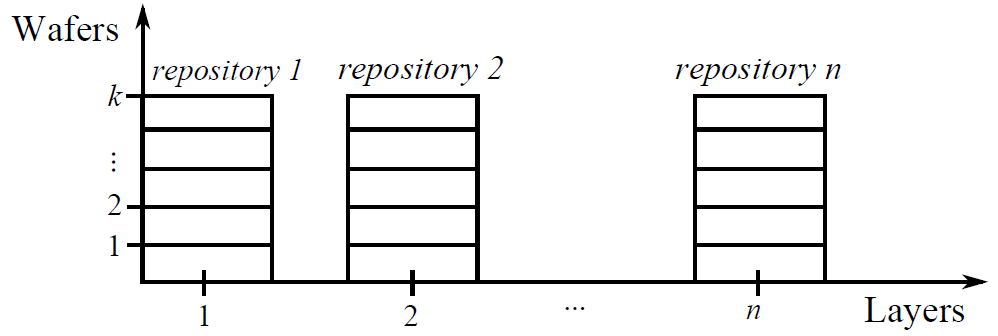 Wafers
repository 1 repository 2 repository n
k
⋮
2
1
1 2 ... n
Layers